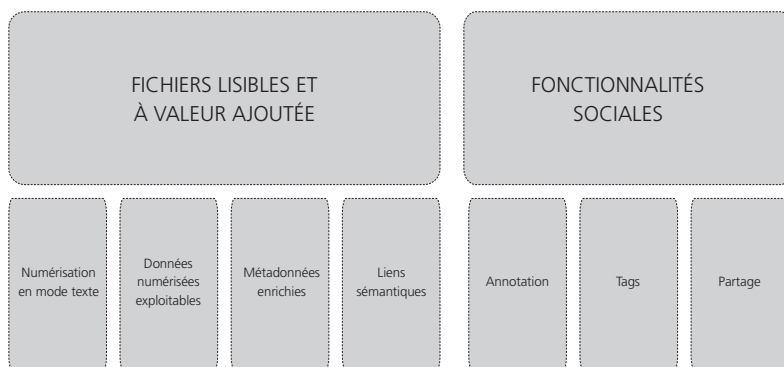 FICHIERS LISIBLES ET
À VALEUR AJOUTÉE
FONCTIONNALITÉS
SOCIALES
Numérisation
en mode texte
Données
numérisées
exploitables
Métadonnées
enrichies
Liens
sémantiques
Annotation
Tags
Partage